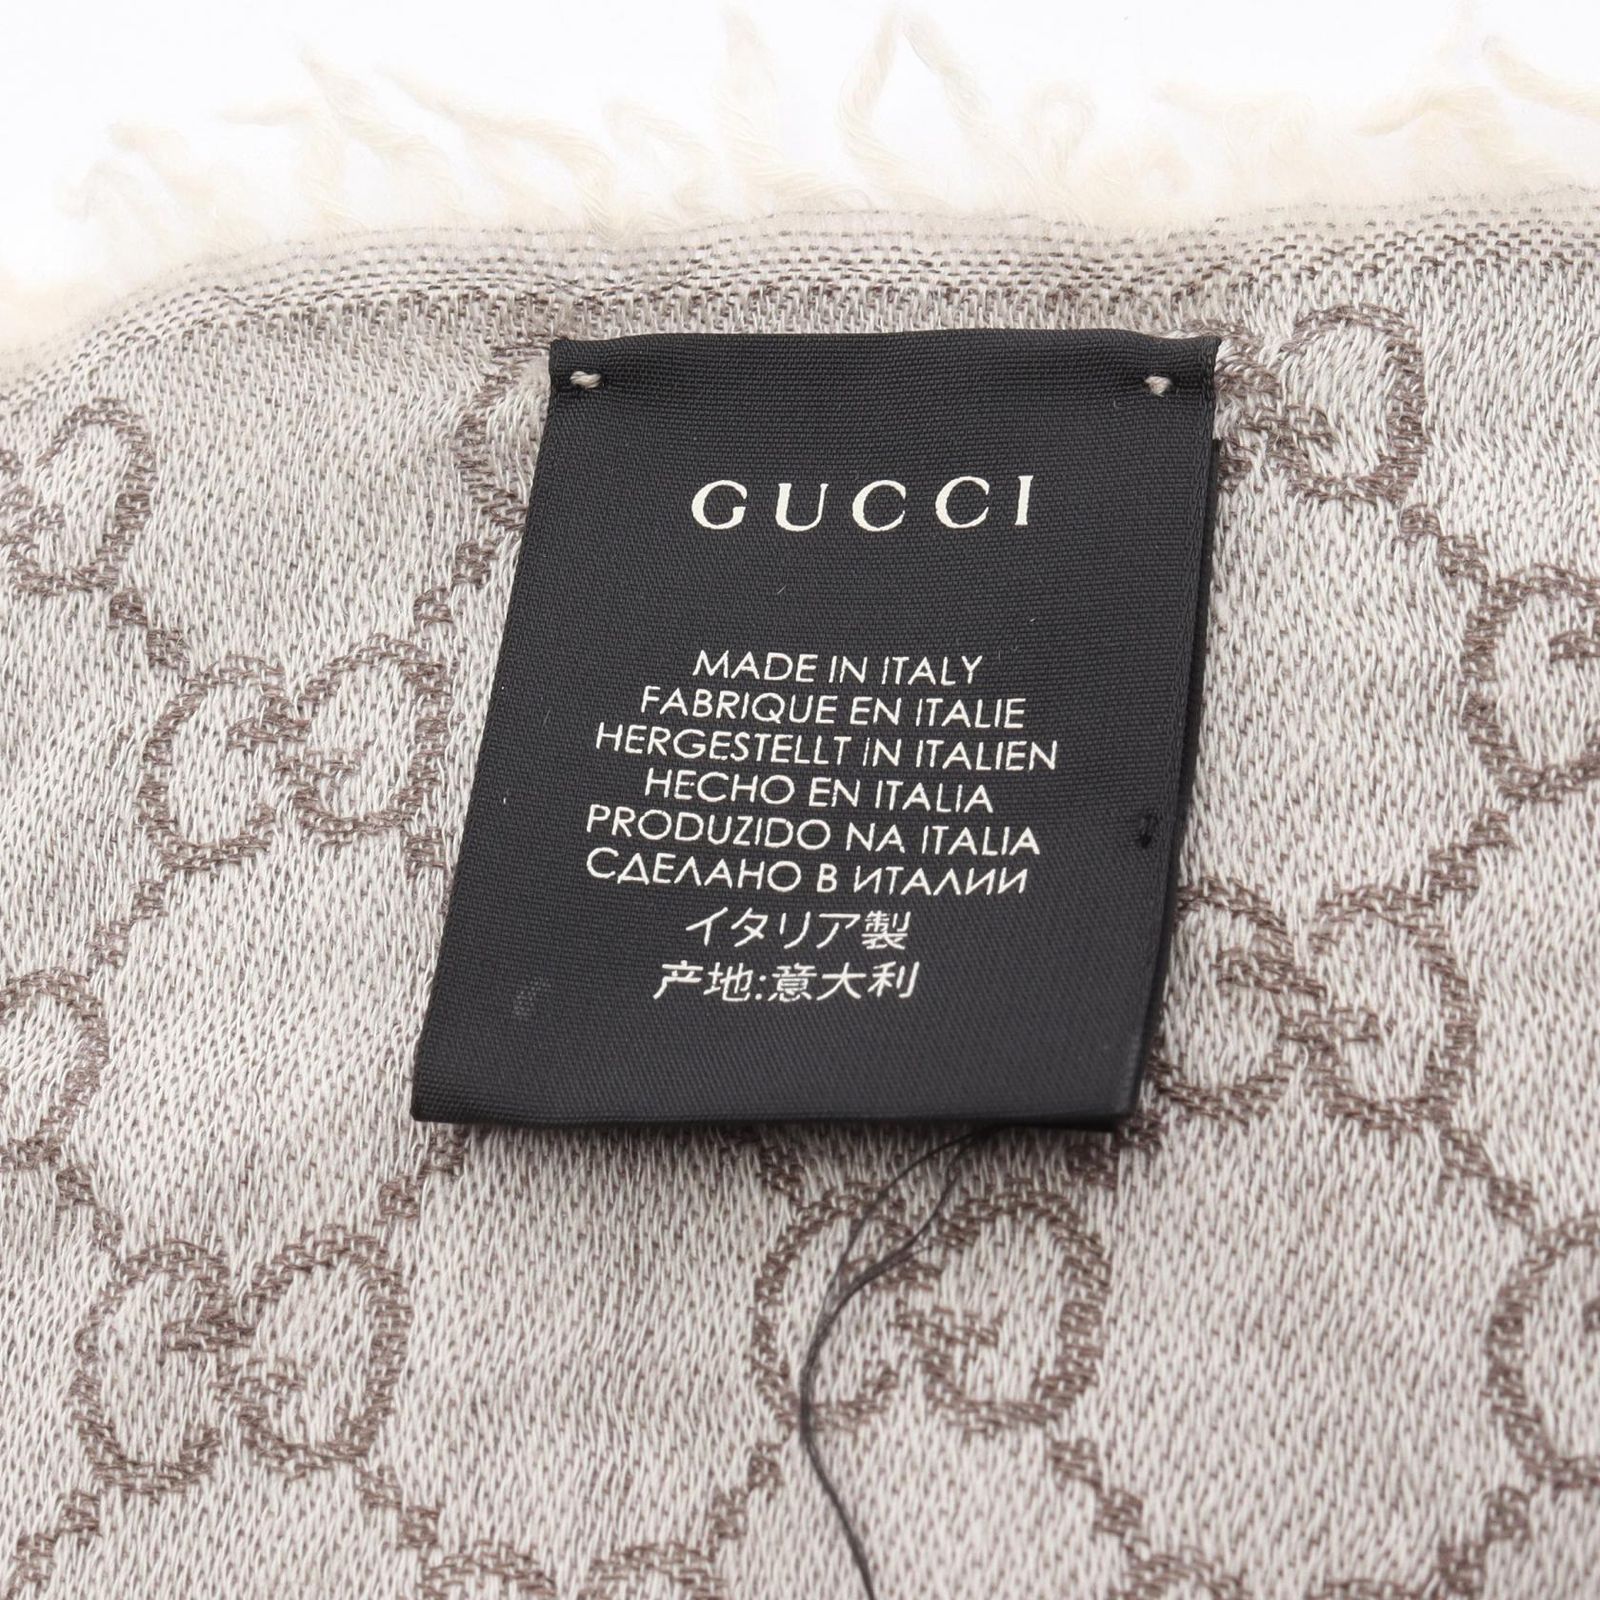 GUCCI
MADE IN ITALY
FABRIQUE EN ITALIE
HERGESTELLT IN ITALIEN
HECHO EN ITALIA
PRODUZIDO NA ITALIA
СДЕЛАНО В ИТАЛИИ
イタリア製
产地:意大利